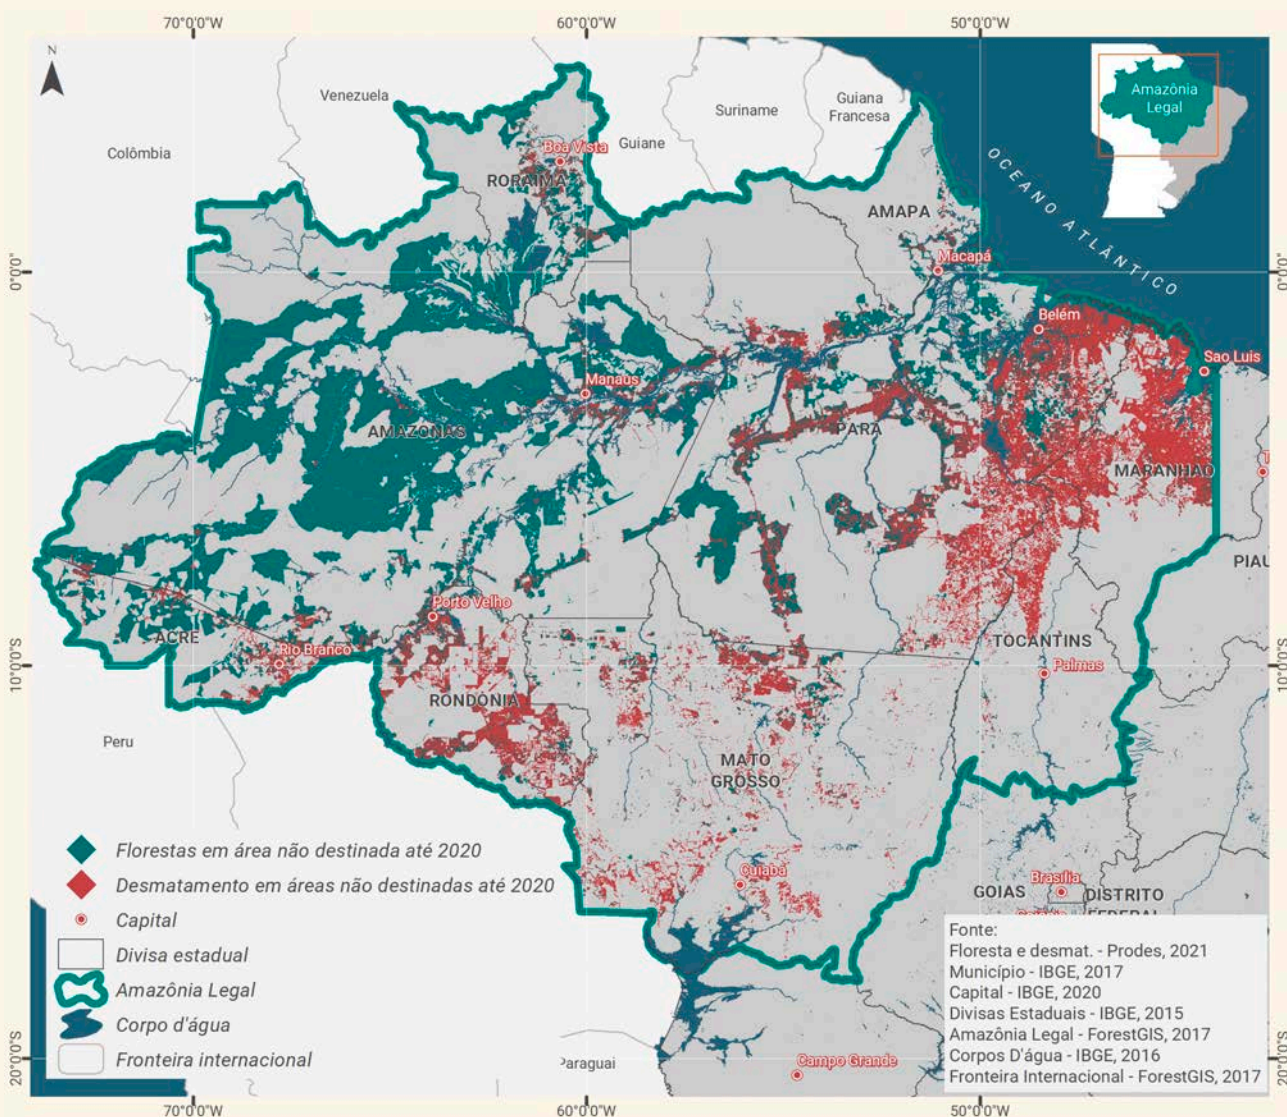 70°0'0"W
60°0'0"W
50°0'0"W
N
Venezuela
Colômbia
Guiane
Suriname
Guiana
Francesa
Amazônia
Legal
OCEANO ATLÂNTICO
Boa Vista
RORAIMA
AMAPA
Macapá
0°0'0"
0°0'0"
Belém
Sao Luis
Manaus
AMAZONAS
PARÁ
MARANHAO
T
PIAU
Porto Velho
ACRE
Rio Branco
TOCANTINS
Palmas
10°0'0"S
10°0'0"S
RONDÔNIA
Peru
MATO
GROSSO
Cuiabá
GOIAS
Brasília
DISTRITO
FEDERAL
Florestas em área não destinada até 2020
Desmatamento em áreas não destinadas até 2020
Capital
Divisa estadual
Amazônia Legal
Corpo d'água
Fronteira internacional
Paraguai
Campo Grande
Fonte:
Floresta e desmat. - Prodes, 2021
Município - IBGE, 2017
Capital - IBGE, 2020
Divisas Estaduais - IBGE, 2015
Amazônia Legal - ForestGIS, 2017
Corpos D'água - IBGE, 2016
Fronteira Internacional - ForestGIS, 2017
20°0'0"S
20°0'0"S
70°0'0"W
60°0'0"W
50°0'0"W